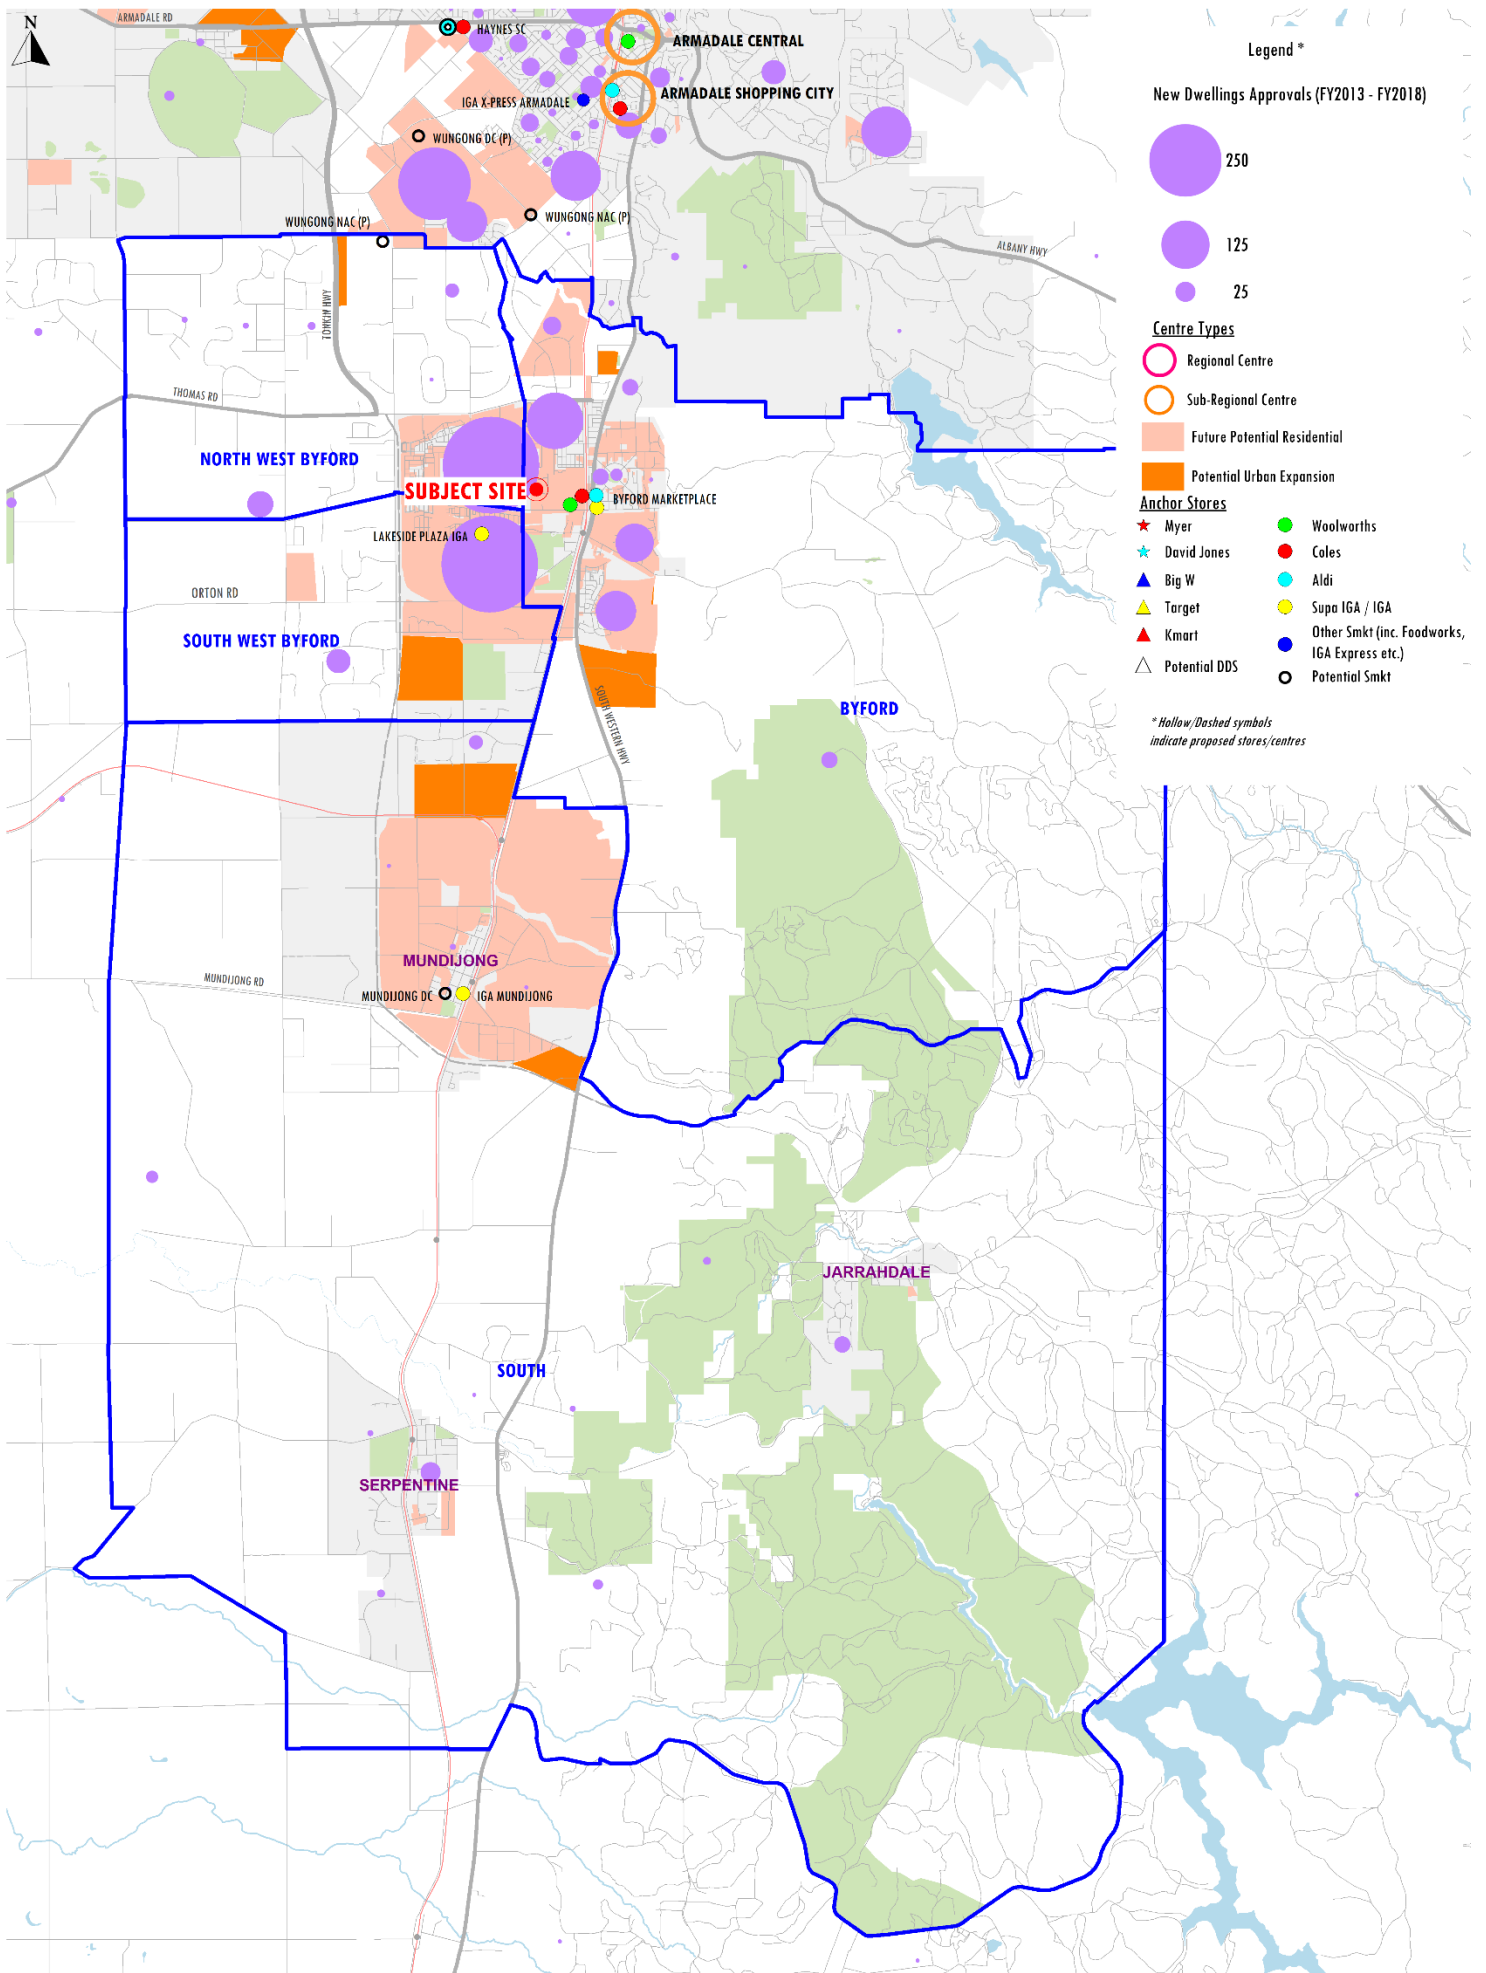 N
ARMADALE RD
HAYNES SC
ARMADALE CENTRAL
IGA X-PRESS ARMADALE
ARMADALE SHOPPING CITY
WUNGONG DC (P)
WUNGONG NAC (P)
WUNGONG NAC (P)
ALBANY HWY
TONKIN HWY
THOMAS RD
NORTH WEST BYFORD
SUBJECT SITE
BYFORD MARKETPLACE
LAKESIDE PLAZA IGA
ORTON RD
SOUTH WEST BYFORD
SOUTH WESTERN HWY
BYFORD
MUNDIJONG
MUNDIJONG RD
MUNDIJONG DC
IGA MUNDIJONG
JARRAHDALE
SOUTH
SERPENTINE
Legend *
New Dwellings Approvals (FY2013 - FY2018)
250
125
25
Centre Types
Regional Centre
Sub-Regional Centre
Future Potential Residential
Potential Urban Expansion
Anchor Stores
Myer
David Jones
Big W
Target
Kmart
Potential DDS
Woolworths
Coles
Aldi
Supa IGA / IGA
Other Smkt (inc. Foodworks,
IGA Express etc.)
Potential Smkt
* Hollow/Dashed symbols
indicate proposed stores/centres